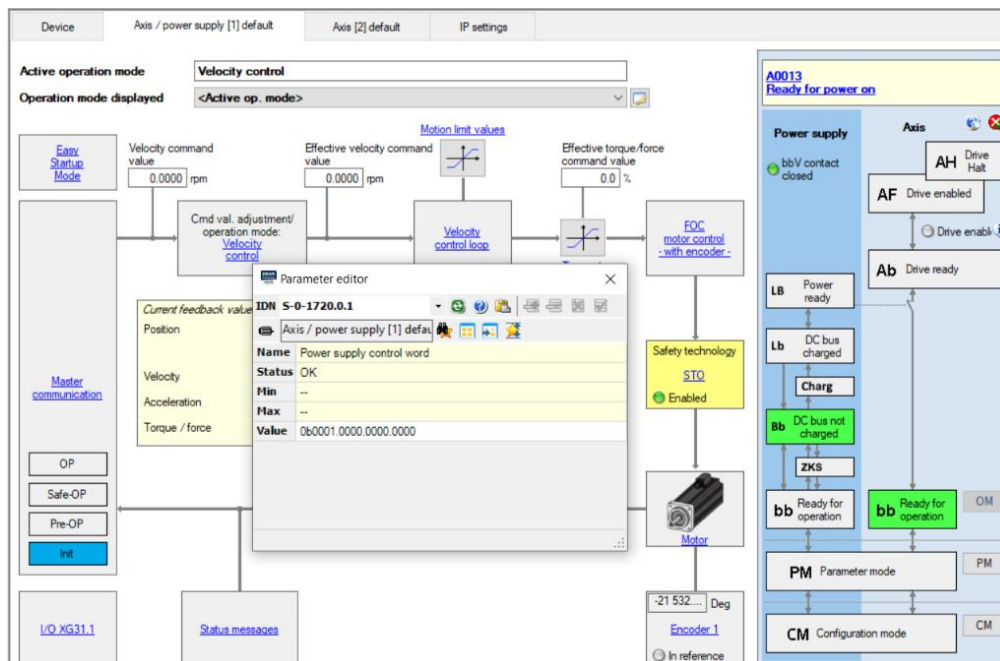 Device
Axis / power supply [1] default
Axis [2] default
IP settings
Active operation mode
Velocity control
Operation mode displayed
<Active op. mode>
Easy
Startup
Mode
Velocity command
value
0.0000 rpm
Effective velocity command
value
0.0000 rpm
Motion limit values
Effective torque/force
command value
0.0 %
Cmd val. adjustment/
operation mode:
Velocity
control
Velocity
control loop
FOC
motor control
- with encoder -
Current feedback value
Position
Velocity
Acceleration
Torque / force
Master
communication
OP
Safe-OP
Pre-OP
Init
Parameter editor
IDN S-0-1720.0.1
Axis / power supply [1] defau
Name Power supply control word
Status OK
Min --
Max --
Value 0b0001.0000.0000.0000
Safety technology
STO
Enabled
Motor
-21 532.... Deg
Encoder 1
In reference
I/O XG31.1
Status messages
A0013
Ready for power on
Power supply
Axis
bbV contact
closed
AH Drive
Halt
AF Drive enabled
Drive enabl
Ab Drive ready
LB Power
ready
Lb DC bus
charged
Charg
Bb DC bus not
charged
ZKS
bb Ready for
operation
bb Ready for
operation
OM
PM Parameter mode
PM
CM Configuration mode
CM